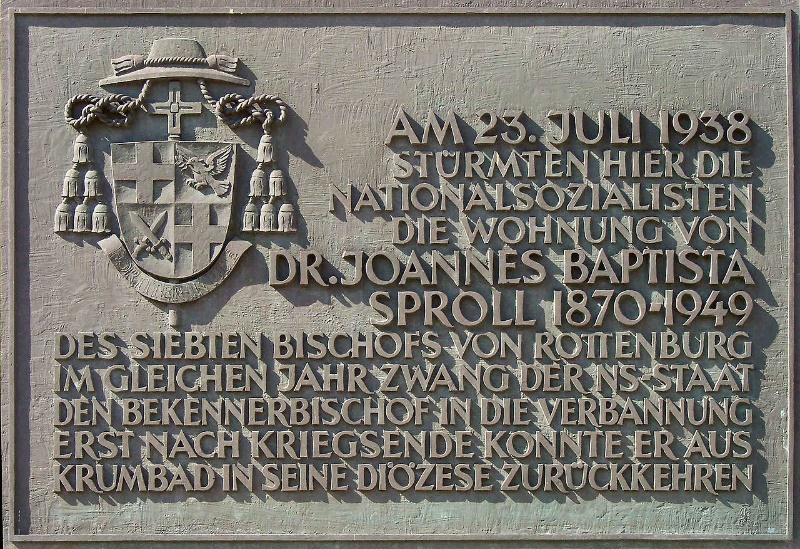 AM 23. JULI 1938
STÜRMTEN HIER DIE
NATIONALSOZIALISTEN
DIE WOHNUNG VON
DR. JOANNES BAPTISTA
SPROLL 1870-1949
DES SIEBTEN BISCHOFS VON ROTTENBURG
IM GLEICHEN JAHR ZWANG DER NS-STAAT
DEN BEKENNERBISCHOF IN DIE VERBANNUNG
ERST NACH KRIEGSENDE KONNTE ER AUS
KRUMBAD IN SEINE DIÖZESE ZURÜCKKEHREN